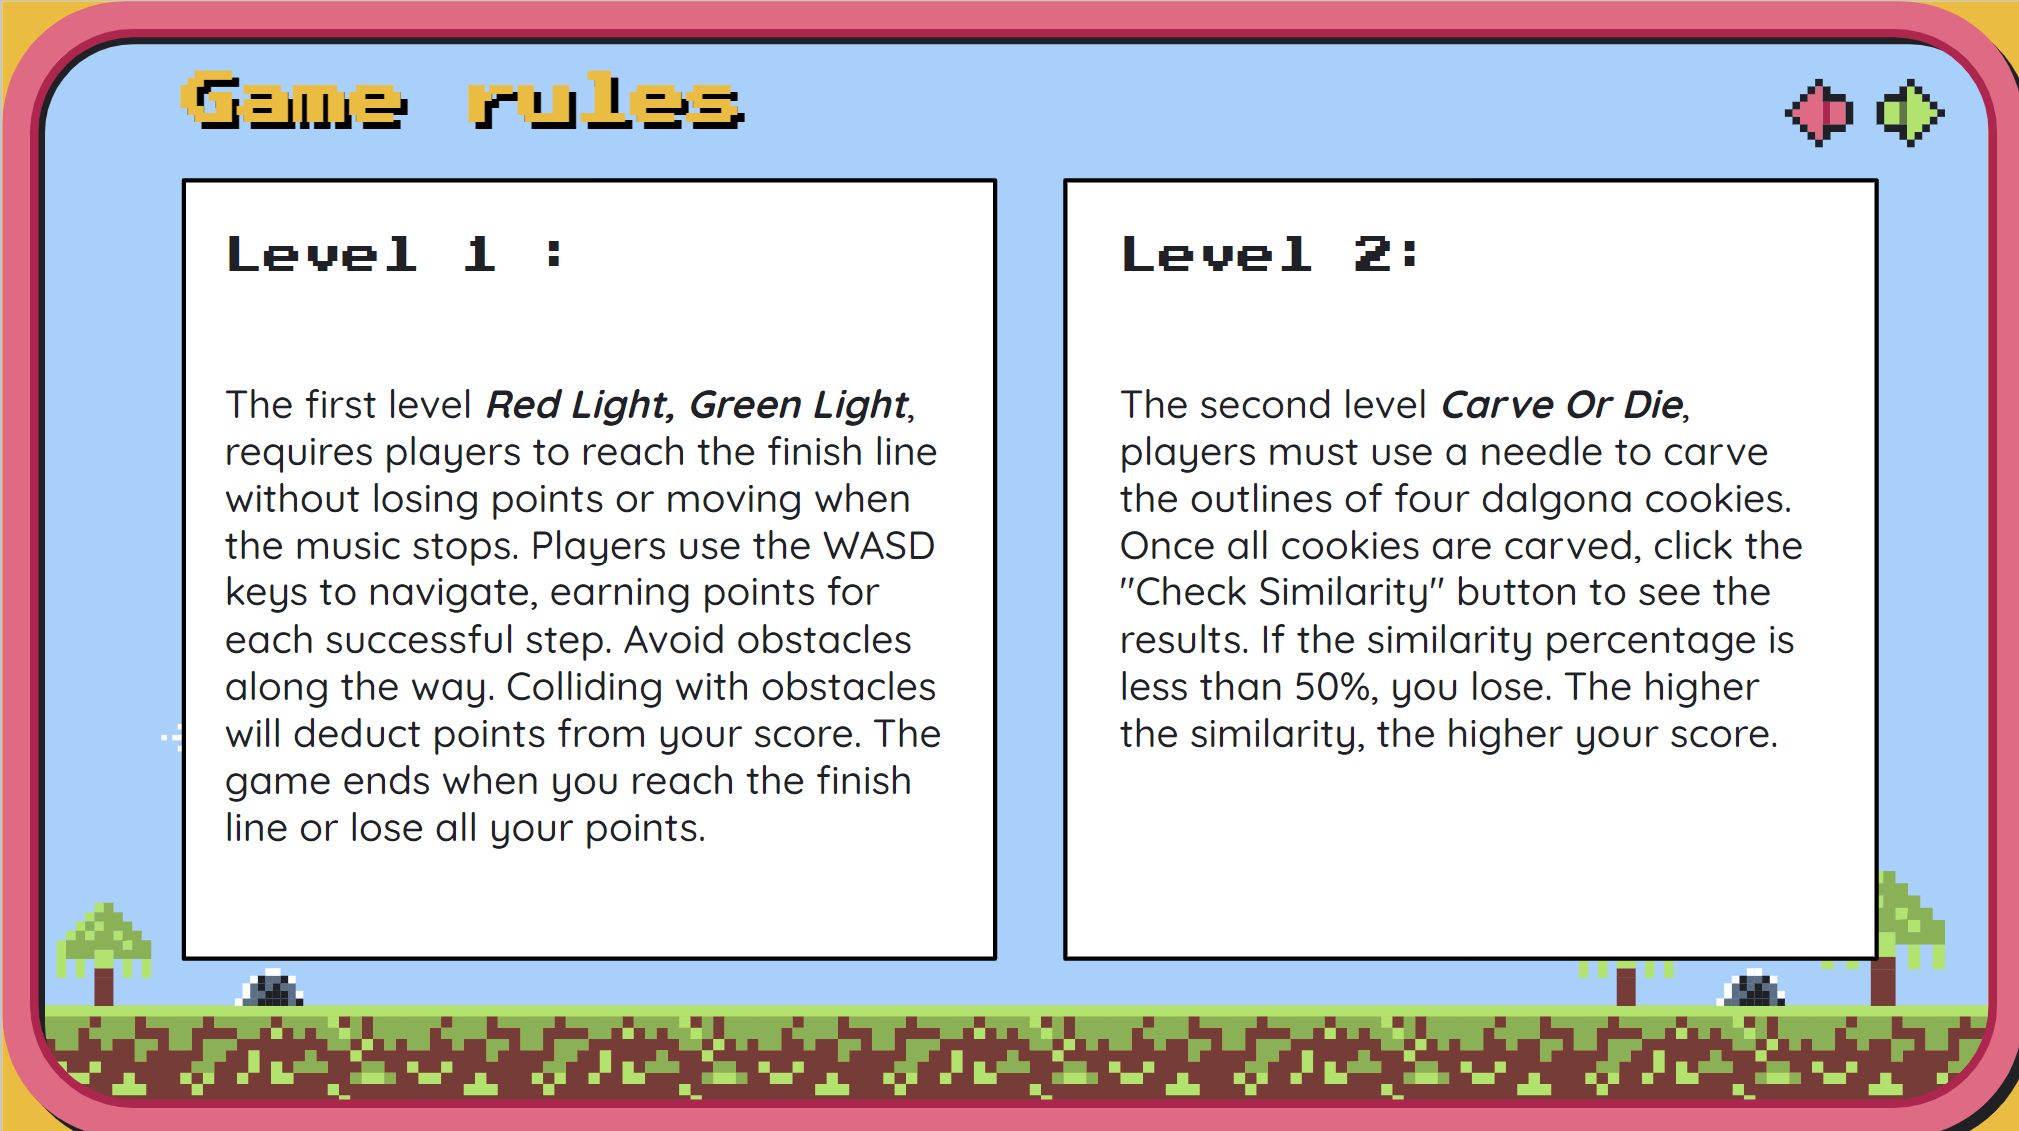 Game rules
Level 1 :
The first level Red Light, Green Light,
requires players to reach the finish line
without losing points or moving when
the music stops. Players use the WASD
keys to navigate, earning points for
each successful step. Avoid obstacles
along the way. Colliding with obstacles
will deduct points from your score. The
game ends when you reach the finish
line or lose all your points.
Level 2:
The second level Carve Or Die,
players must use a needle to carve
the outlines of four dalgona cookies.
Once all cookies are carved, click the
"Check Similarity" button to see the
results. If the similarity percentage is
less than 50%, you lose. The higher
the similarity, the higher your score.